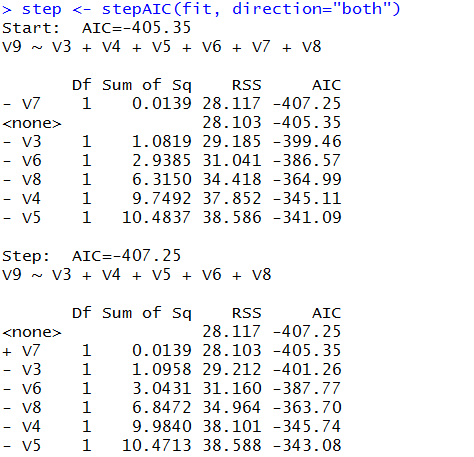 > step <- stepAIC(fit, direction="both")
Start:  AIC=-405.35
V9 ~ V3 + V4 + V5 + V6 + V7 + V8

       Df Sum of Sq    RSS     AIC
- V7    1    0.0139 28.117 -407.25
<none>              28.103 -405.35
- V3    1    1.0819 29.185 -399.46
- V6    1    2.9385 31.041 -386.57
- V8    1    6.3150 34.418 -364.99
- V4    1    9.7492 37.852 -345.11
- V5    1   10.4837 38.586 -341.09

Step:  AIC=-407.25
V9 ~ V3 + V4 + V5 + V6 + V8

       Df Sum of Sq    RSS     AIC
<none>              28.117 -407.25
+ V7    1    0.0139 28.103 -405.35
- V3    1    1.0958 29.212 -401.26
- V6    1    3.0431 31.160 -387.77
- V8    1    6.8472 34.964 -363.70
- V4    1    9.9840 38.101 -345.74
- V5    1   10.4713 38.588 -343.08